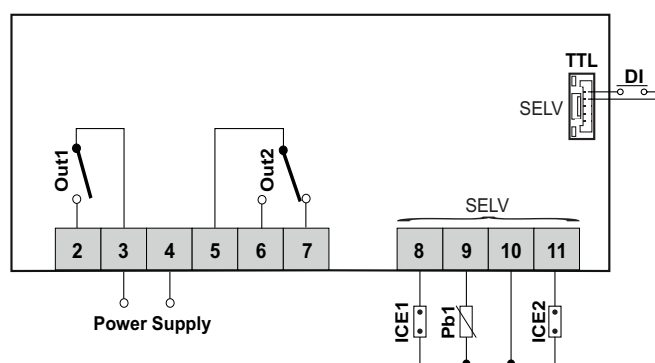 TTL
DI
SELV
Out1
Out2
SELV
2 3 4 5 6 7 8 9 10 11
Power Supply
ICE1
Pb1
ICE2